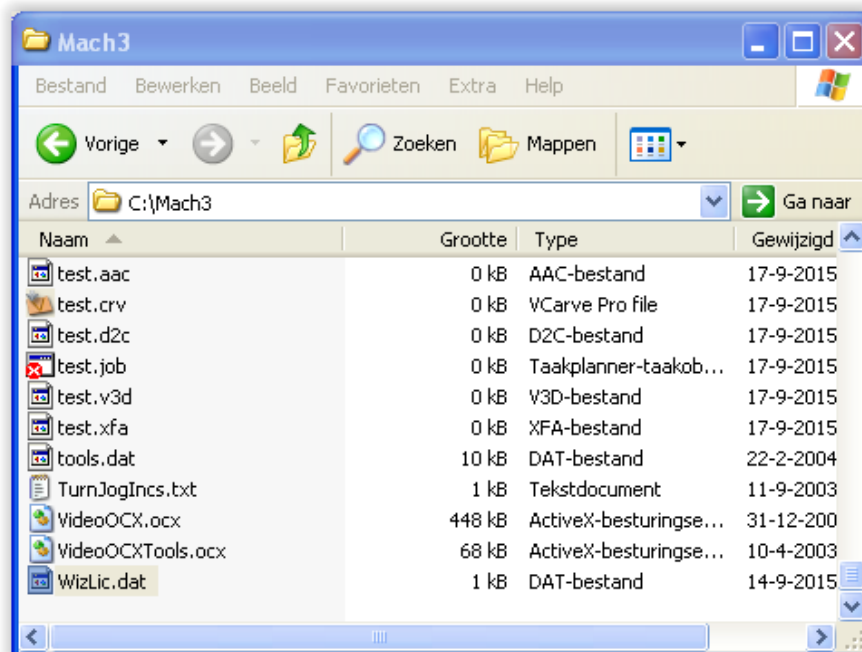 Mach3
Bestand Bewerken Beeld Favorieten Extra Help
Vorige Zoeken Mappen
Adres C:\Mach3 Ga naar
Naam Grootte Type Gewijzigd
test.aac 0 kB AAC-bestand 17-9-2015
test.crv 0 kB VCarve Pro file 17-9-2015
test.d2c 0 kB D2C-bestand 17-9-2015
test.job 0 kB Taakplanner-taakob... 17-9-2015
test.v3d 0 kB V3D-bestand 17-9-2015
test.xfa 0 kB XFA-bestand 17-9-2015
tools.dat 10 kB DAT-bestand 22-2-2004
TurnJogIncs.txt 1 kB Tekstdocument 11-9-2003
VideoOCX.ocx 448 kB ActiveX-besturingse... 31-12-200
VideoOCXTools.ocx 68 kB ActiveX-besturingse... 10-4-2003
WizLic.dat 1 kB DAT-bestand 14-9-2015